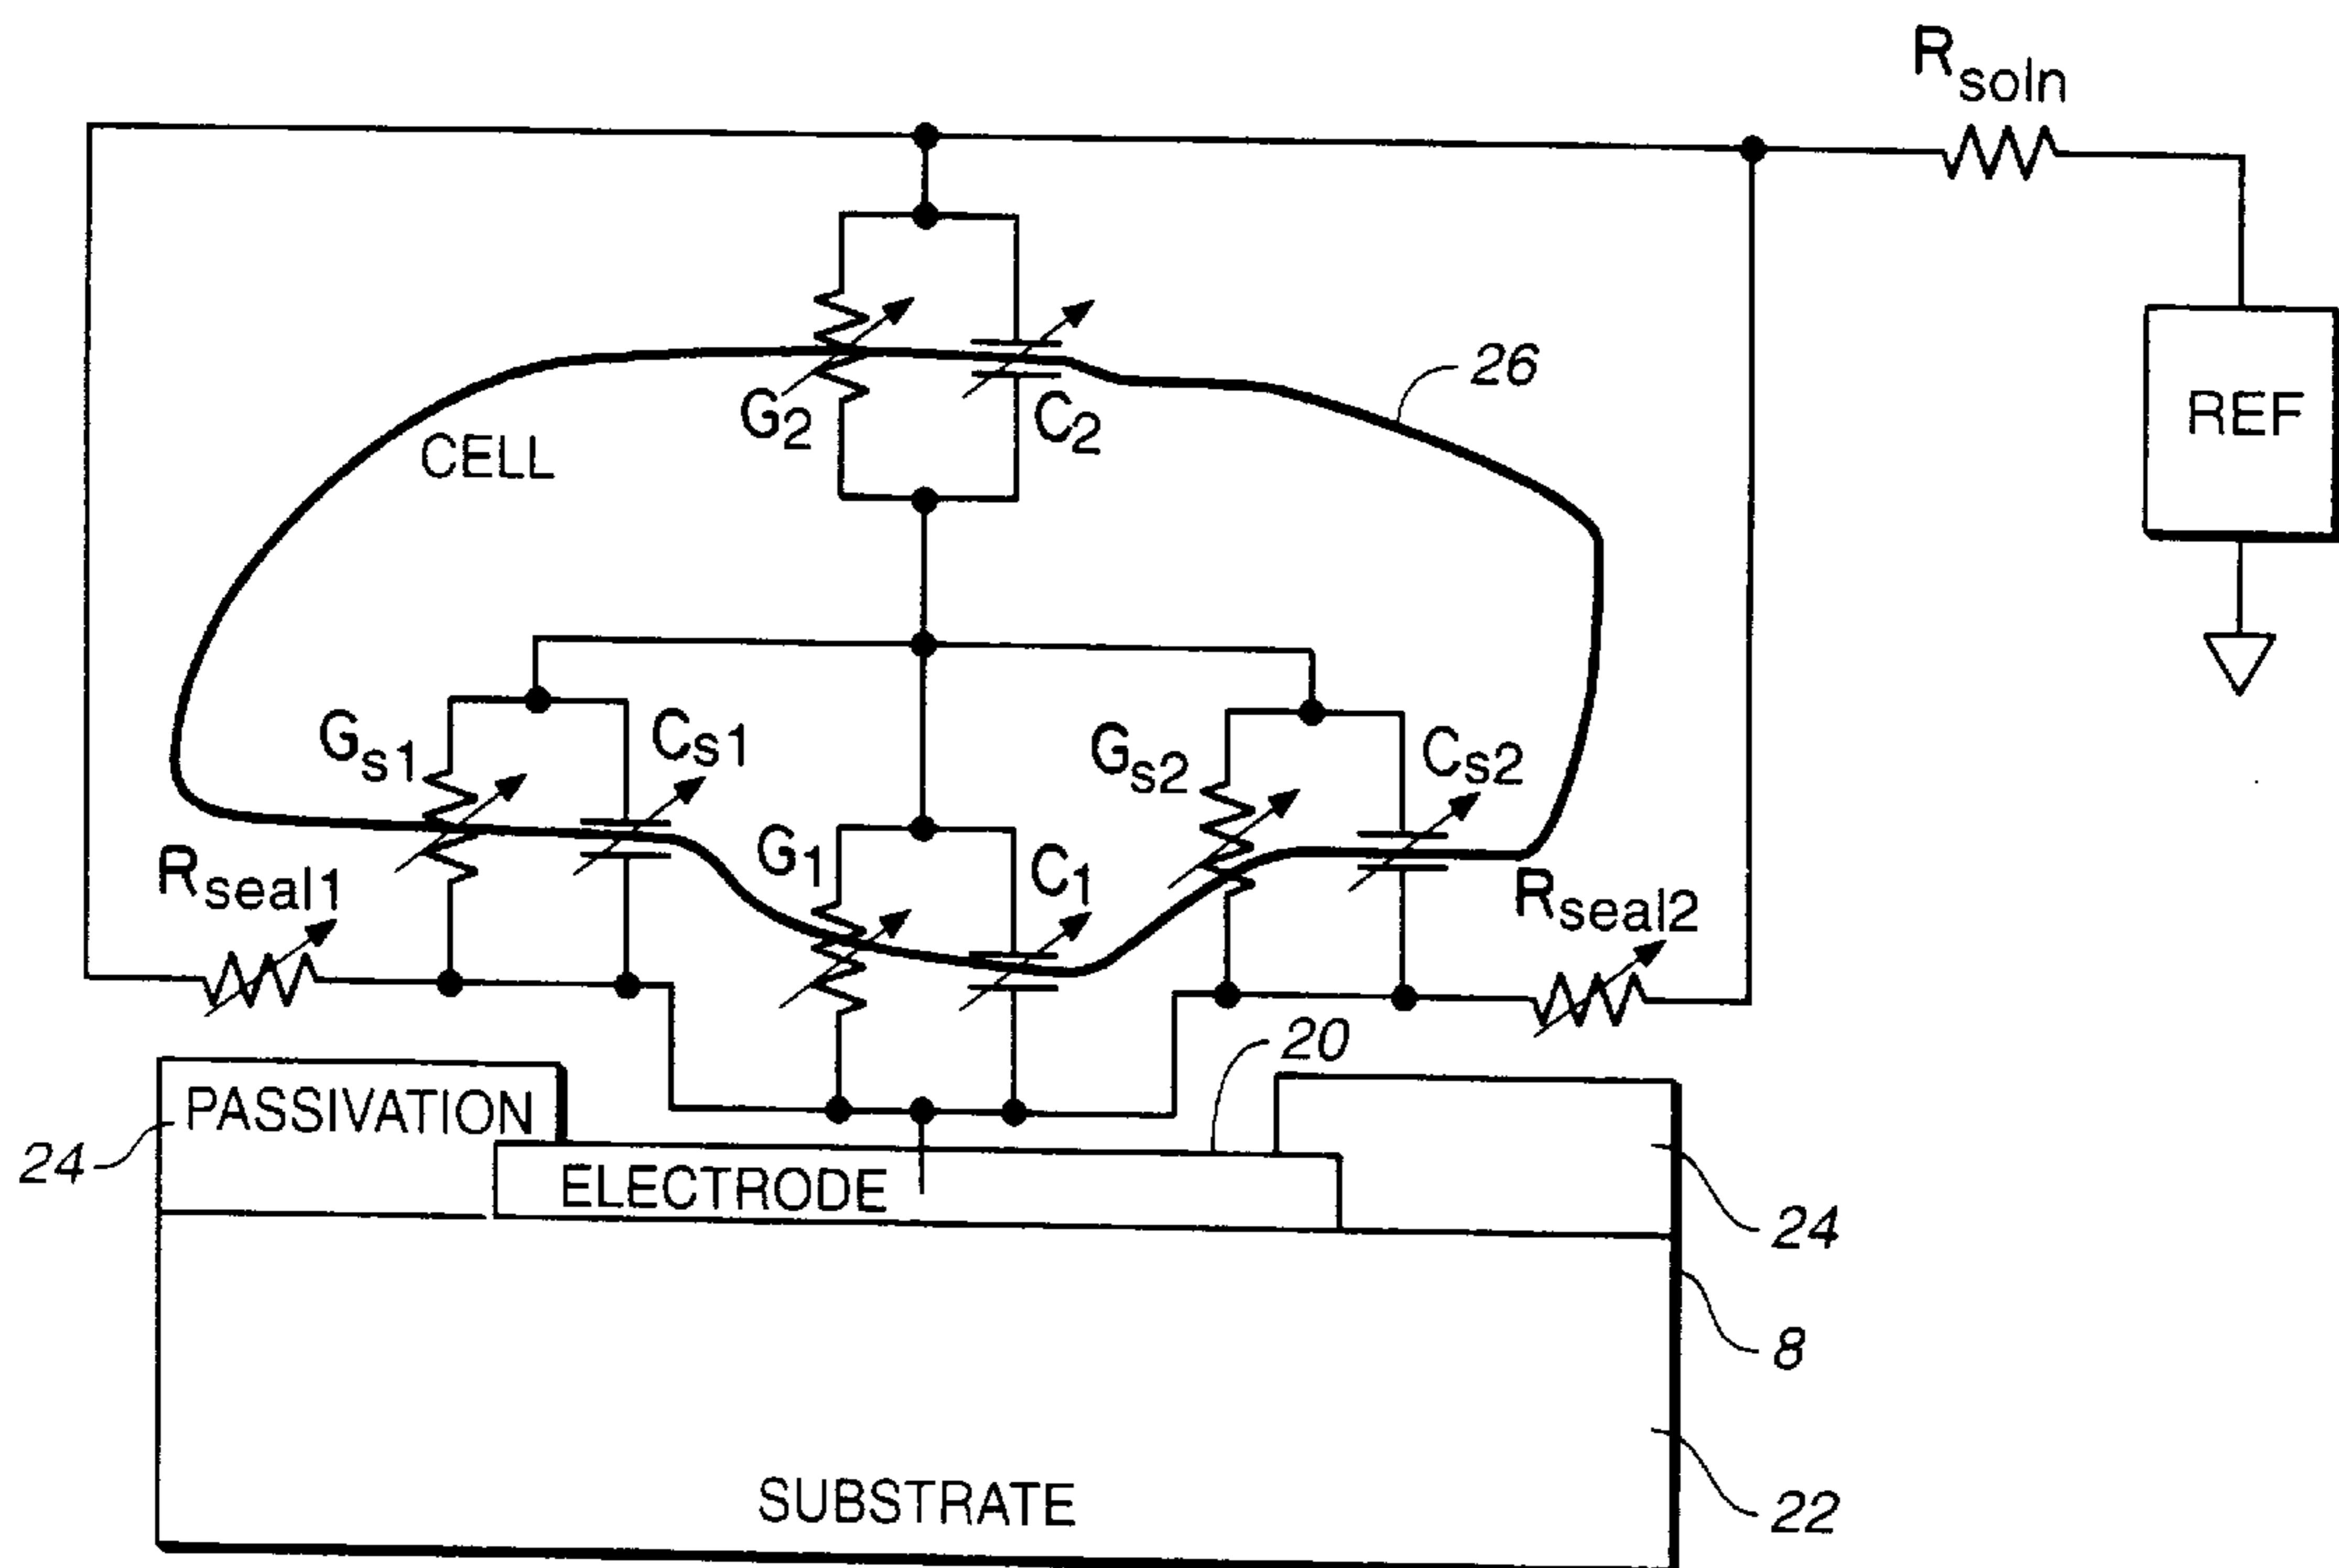 Rsoln
26
REF
G2
C2
CELL
Gs1
Cs1
Gs2
Cs2
G1
C1
Rseal1
Rseal2
20
PASSIVATION
24
ELECTRODE
24
8
SUBSTRATE
22